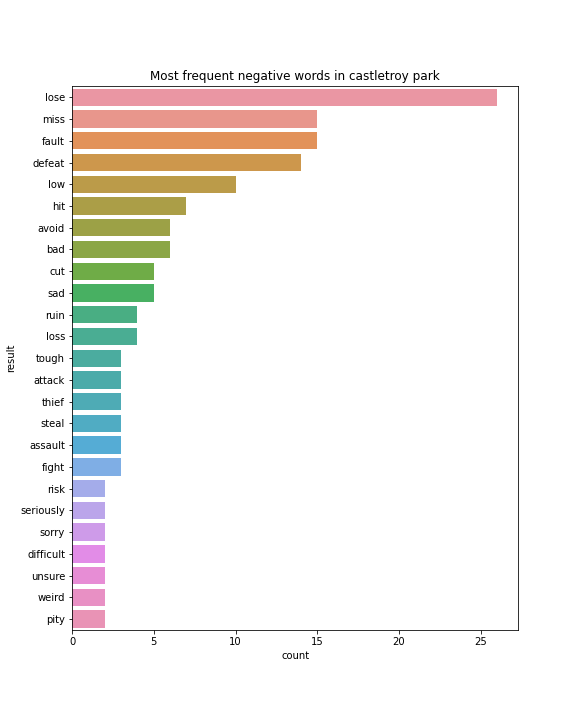 Most frequent negative words in castletroy park
lose
miss
fault
defeat
low
hit
avoid
bad
cut
sad
ruin
loss
tough
attack
thief
steal
assault
fight
risk
seriously
sorry
difficult
unsure
weird
pity
result
0 5 10 15 20 25
count